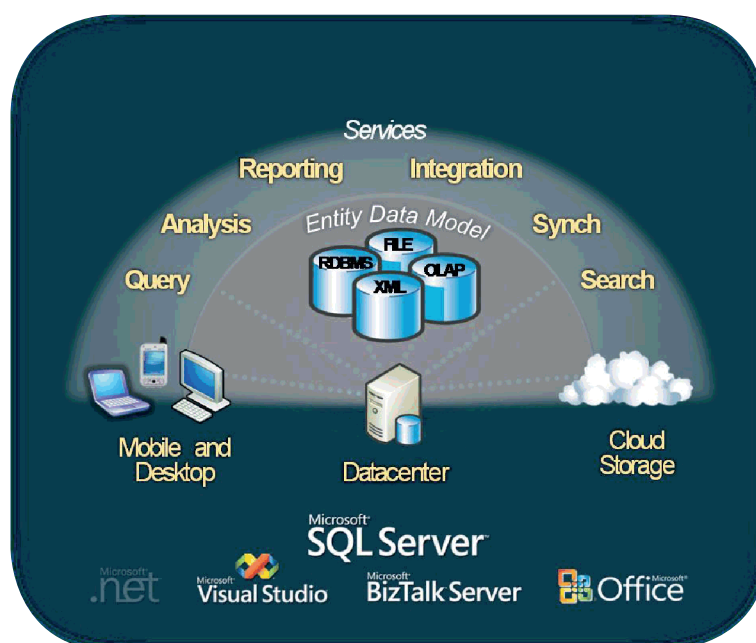 Services
Reporting Integration
Analysis Entity Data Model Synch
FILE
RDBMS OLAP
XML
Query Search
Mobile and
Desktop
Datacenter
Cloud
Storage
Microsoft
SQL Server
Microsoft
.net
Microsoft
Visual Studio
Microsoft
BizTalk Server
Microsoft
Office